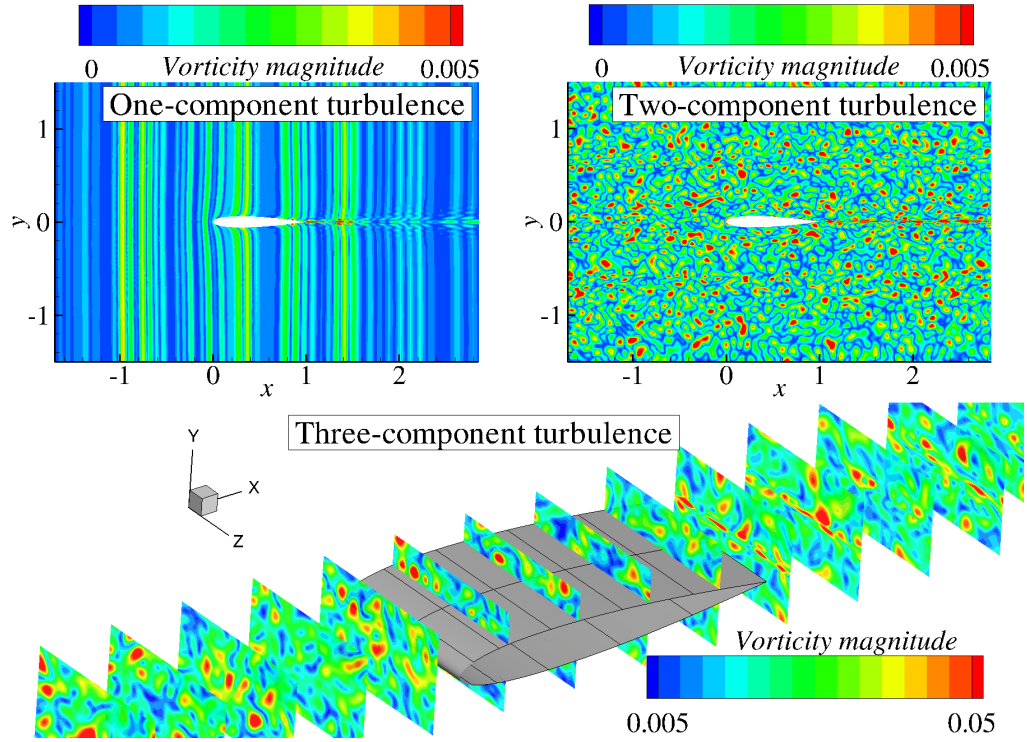 0 Vorticity magnitude 0.005
One-component turbulence
1
y 0
-1
-1 0 1 2
x
0 Vorticity magnitude 0.005
Two-component turbulence
1
y 0
-1
-1 0 1 2
x
Three-component turbulence
Y
X
Z
Vorticity magnitude
0.005 0.05